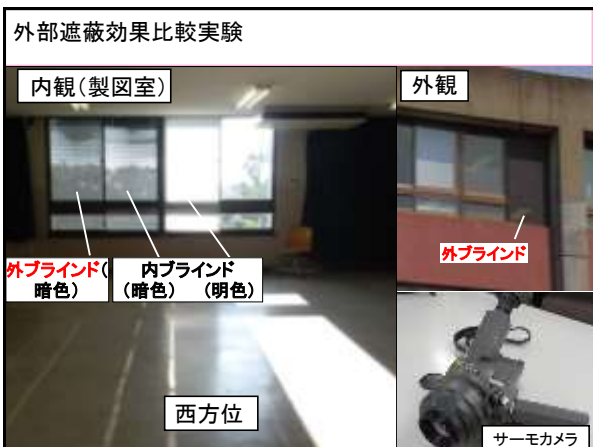 外部遮蔽効果比較実験
内観(製図室)
外観
外ブラインド(
暗色)
内ブラインド
(暗色) (明色)
外ブラインド
西方位
サーモカメラ